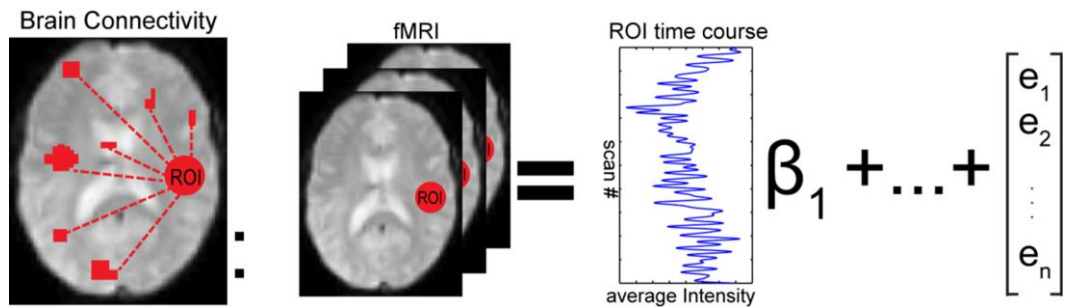 Brain Connectivity
ROI
:
fMRI
ROI
I
I
=
ROI time course
scan #
average Intensity
β₁ + ... +
e₁
e₂
⋮
eₙ